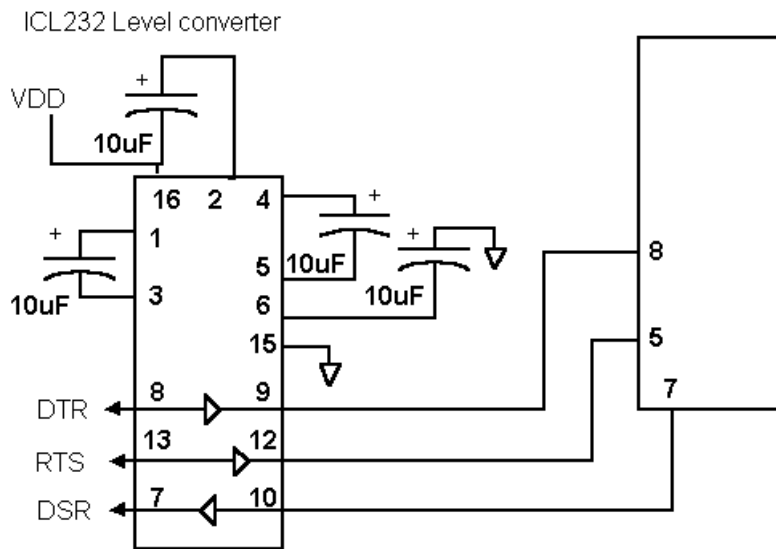 ICL232 Level converter
+
VDD
10uF
16 2 4 +
+ 1 +
5 10uF
8
10uF 3 6 10uF
15 5
7
DTR 8 9
RTS 13 12
DSR 7 10